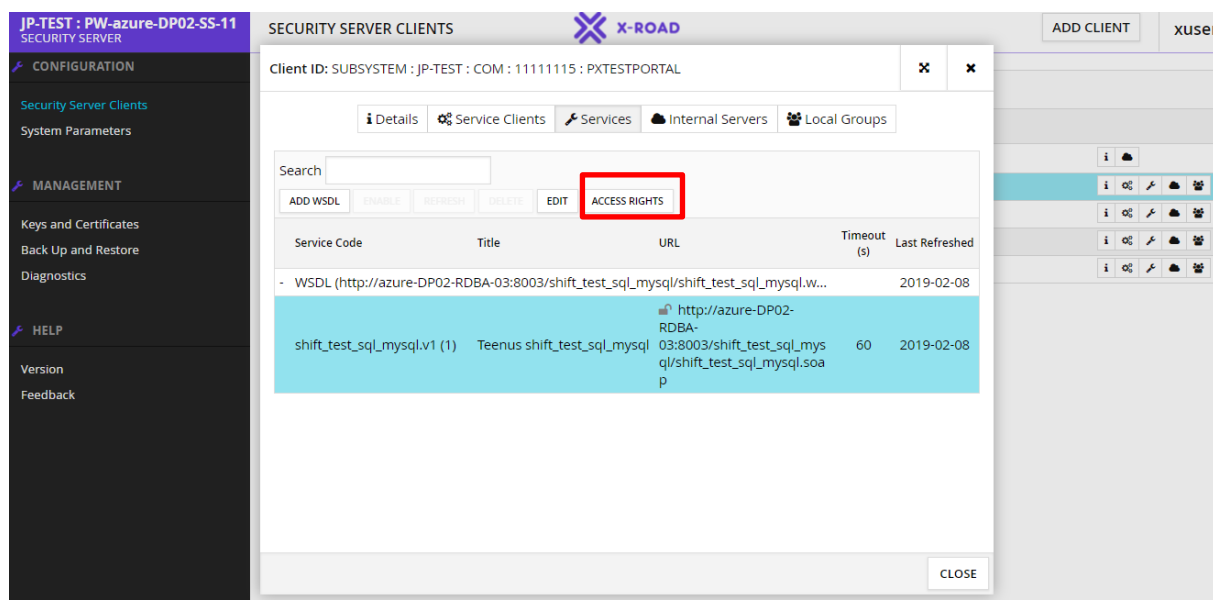 JP-TEST : PW-azure-DP02-SS-11
SECURITY SERVER
CONFIGURATION
Security Server Clients
System Parameters
MANAGEMENT
Keys and Certificates
Back Up and Restore
Diagnostics
HELP
Version
Feedback
SECURITY SERVER CLIENTS
X-ROAD
ADD CLIENT
xuse
Client ID: SUBSYSTEM : JP-TEST : COM : 11111115 : PXTESTPORTAL
Details
Service Clients
Services
Internal Servers
Local Groups
Search
ADD WSDL
ENABLE
REFRESH
DELETE
EDIT
ACCESS RIGHTS
Service Code
Title
URL
Timeout
(s)
Last Refreshed
- WSDL (http://azure-DP02-RDBA-03:8003/shift_test_sql_mysql/shift_test_sql_mysql.w...
2019-02-08
shift_test_sql_mysql.v1 (1)
Teenus shift_test_sql_mysql
http://azure-DP02-
RDBA-
03:8003/shift_test_sql_mys
ql/shift_test_sql_mysql.soa
p
60
2019-02-08
CLOSE